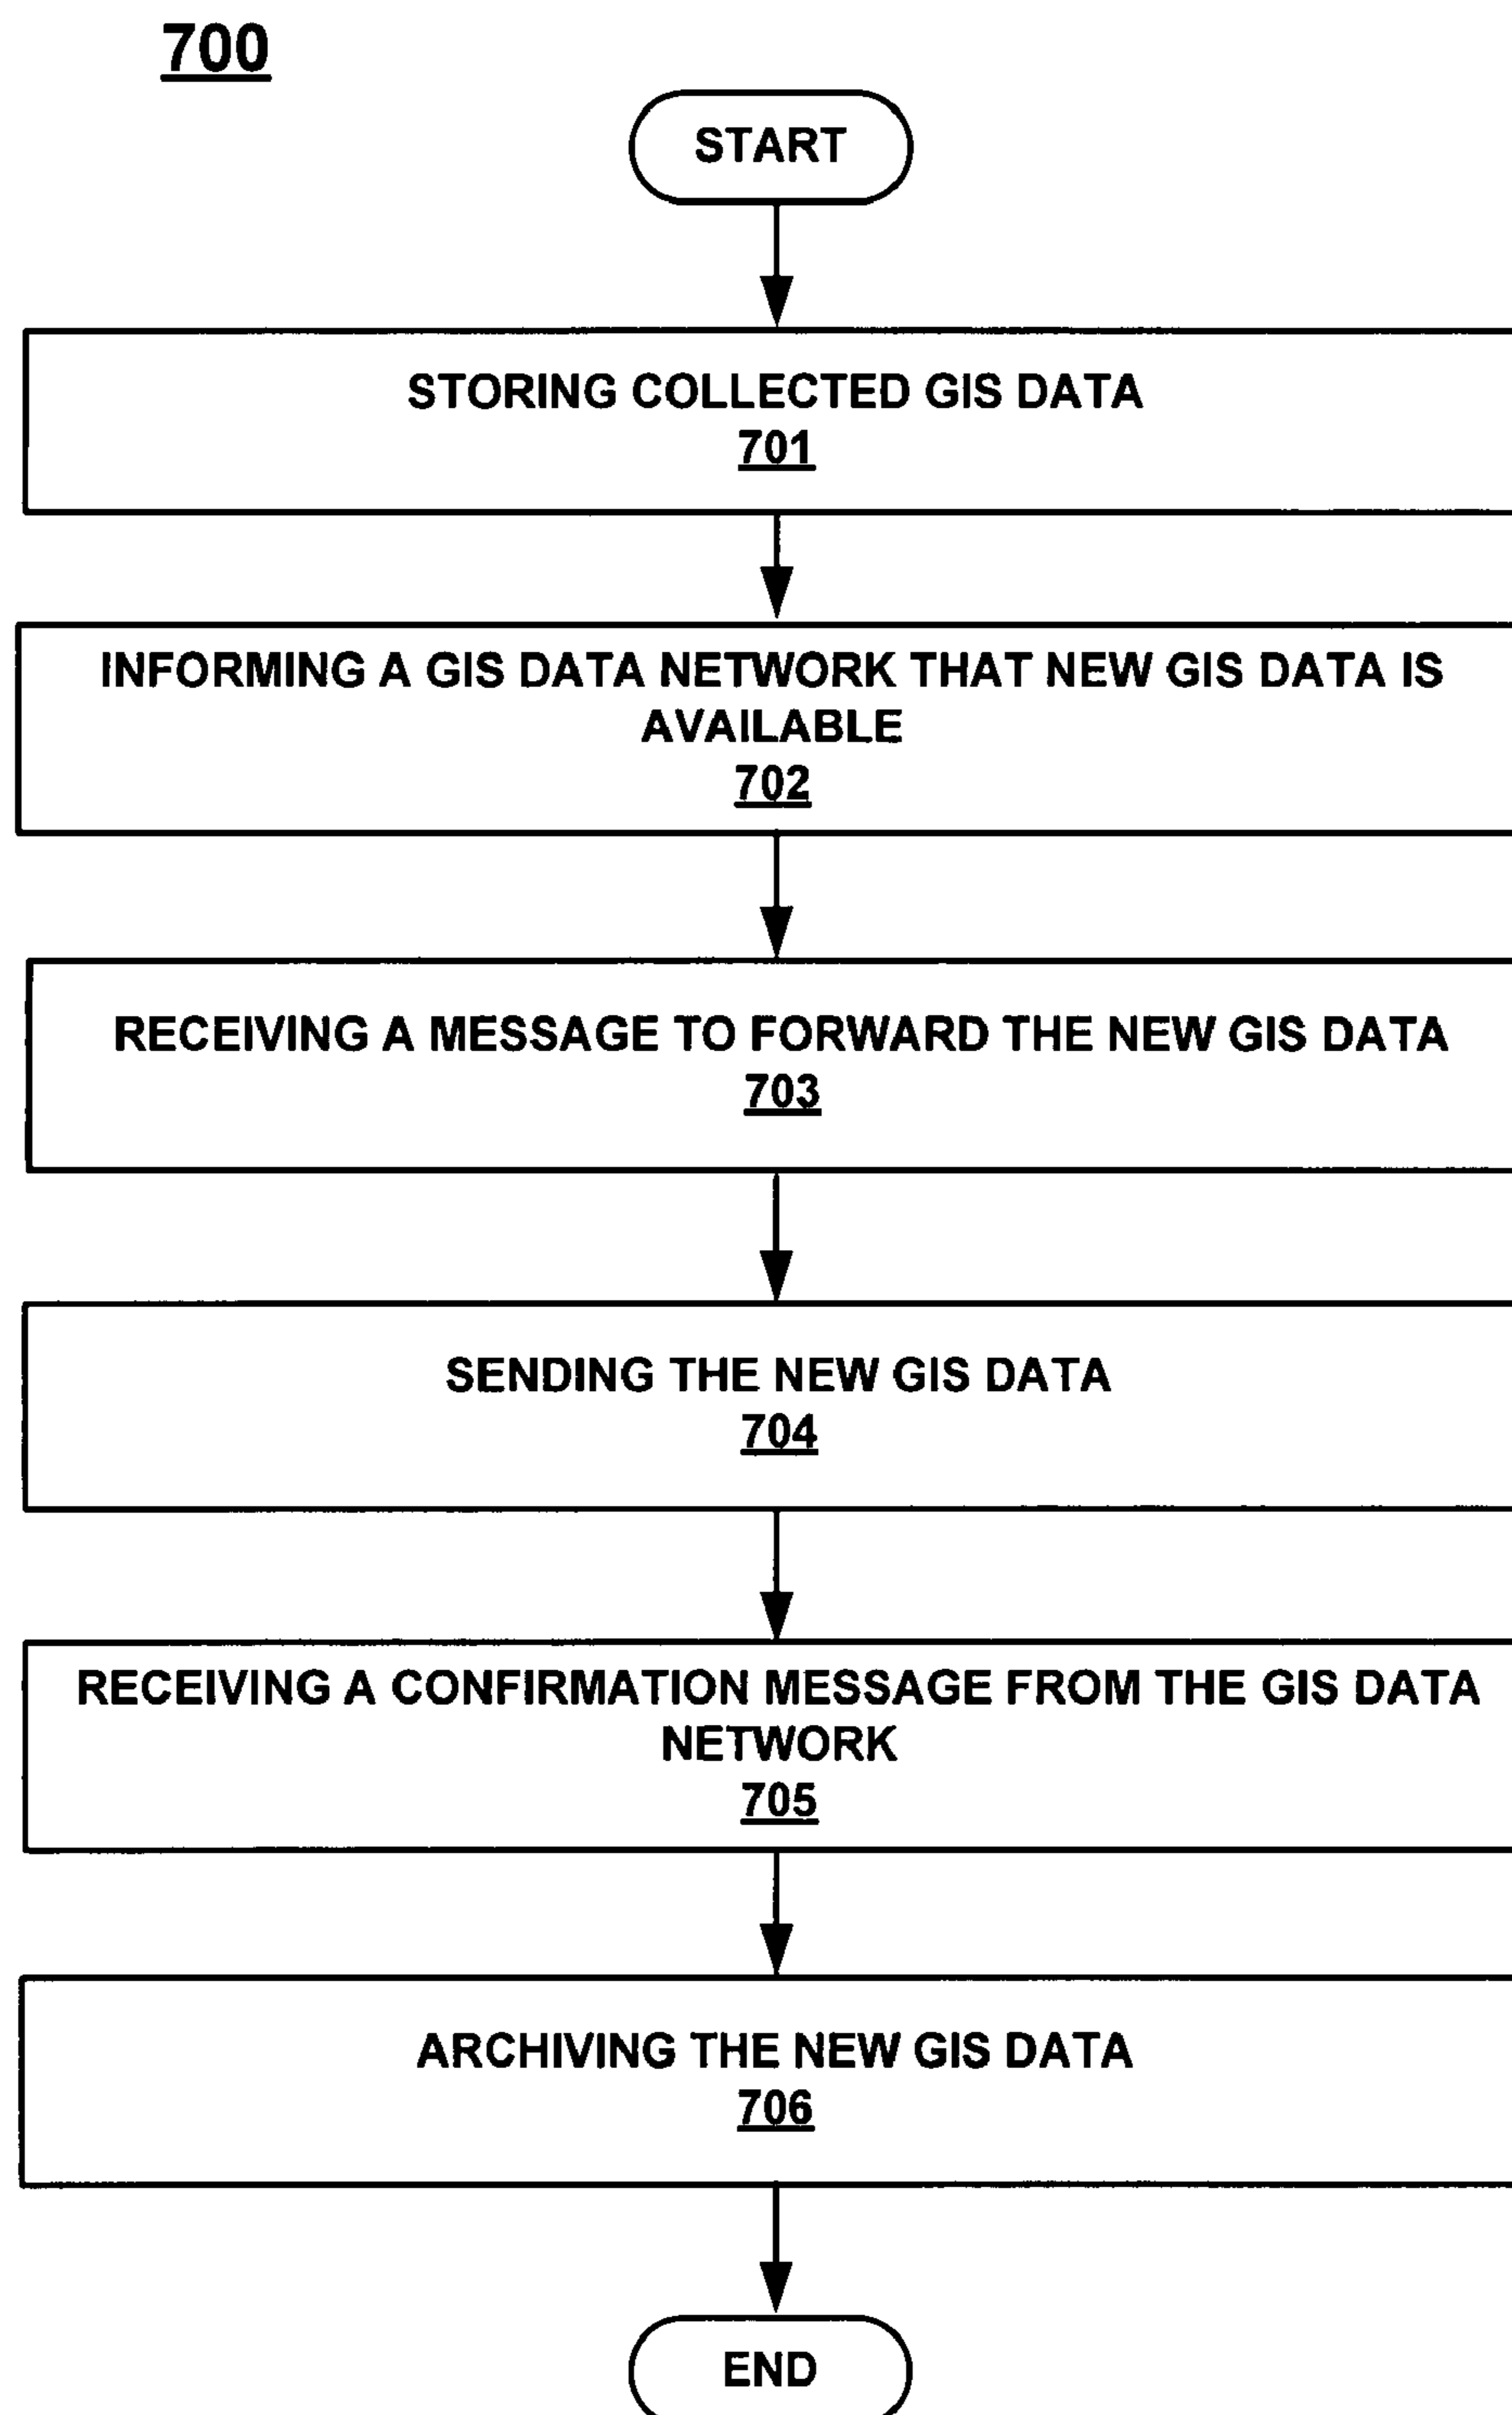 700
START
STORING COLLECTED GIS DATA
701
INFORMING A GIS DATA NETWORK THAT NEW GIS DATA IS
AVAILABLE
702
RECEIVING A MESSAGE TO FORWARD THE NEW GIS DATA
703
SENDING THE NEW GIS DATA
704
RECEIVING A CONFIRMATION MESSAGE FROM THE GIS DATA
NETWORK
705
ARCHIVING THE NEW GIS DATA
706
END